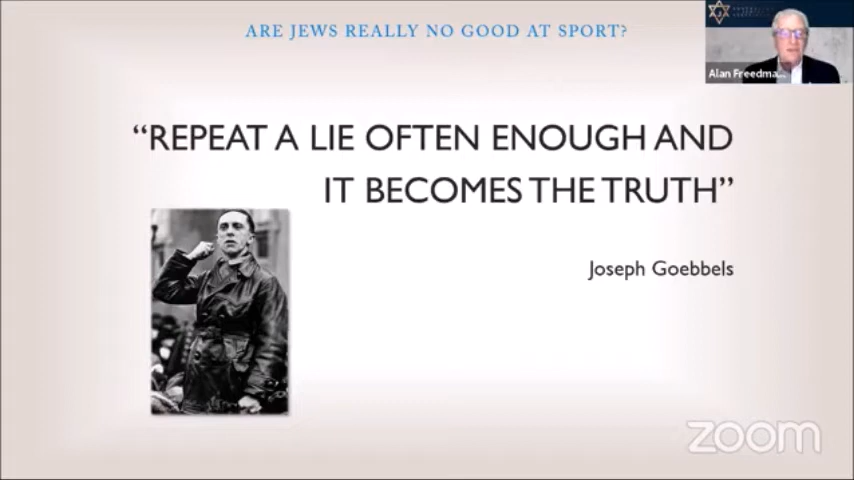 ARE JEWS REALLY NO GOOD AT SPORT?
Alan Freedma...
“REPEAT A LIE OFTEN ENOUGH AND
IT BECOMES THE TRUTH”
Joseph Goebbels
zoom